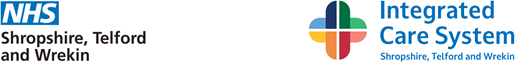 NHS
Shropshire, Telford
and Wrekin
Integrated
Care System
Shropshire, Telford and Wrekin